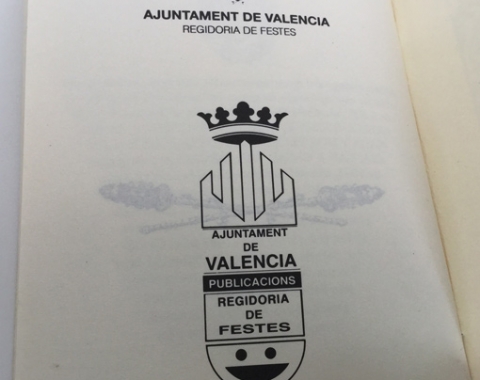 AJUNTAMENT DE VALENCIA
REGIDORIA DE FESTES
AJUNTAMENT
DE
VALENCIA
PUBLICACIONS
REGIDORIA
DE
FESTES